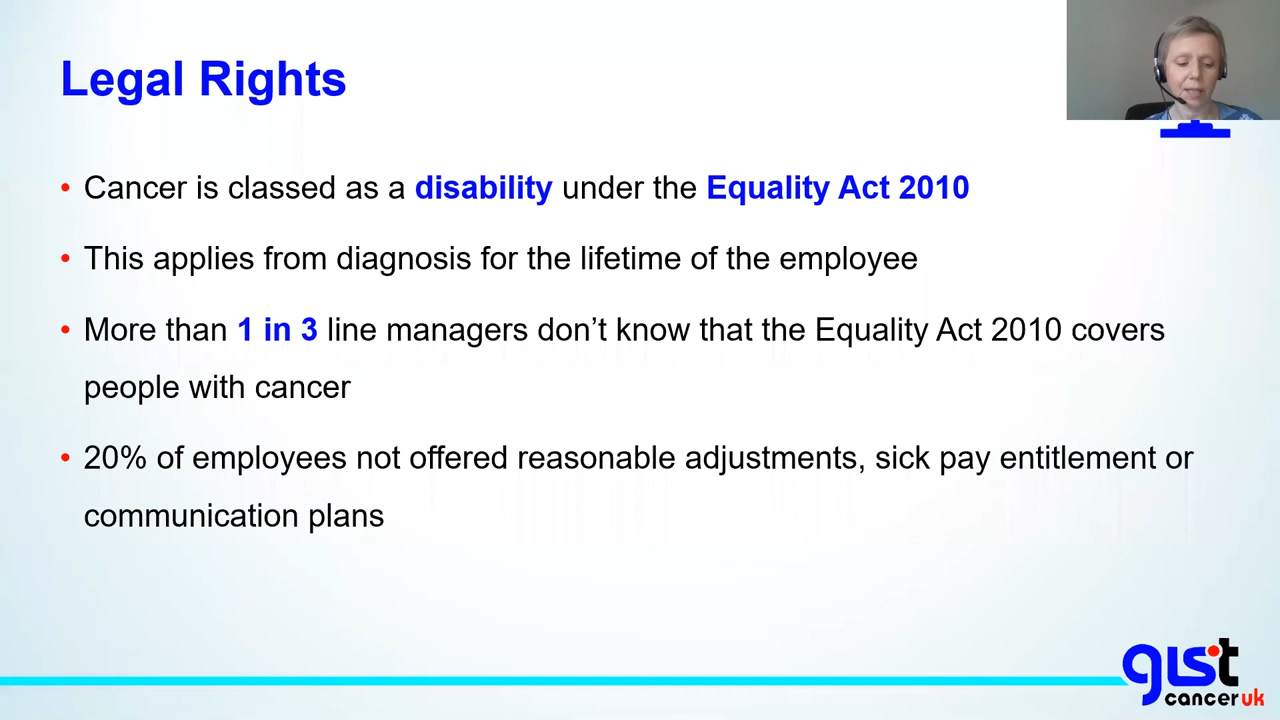 Legal Rights
• Cancer is classed as a disability under the Equality Act 2010
• This applies from diagnosis for the lifetime of the employee
• More than 1 in 3 line managers don’t know that the Equality Act 2010 covers
people with cancer
• 20% of employees not offered reasonable adjustments, sick pay entitlement or
communication plans
gist
cancer uk